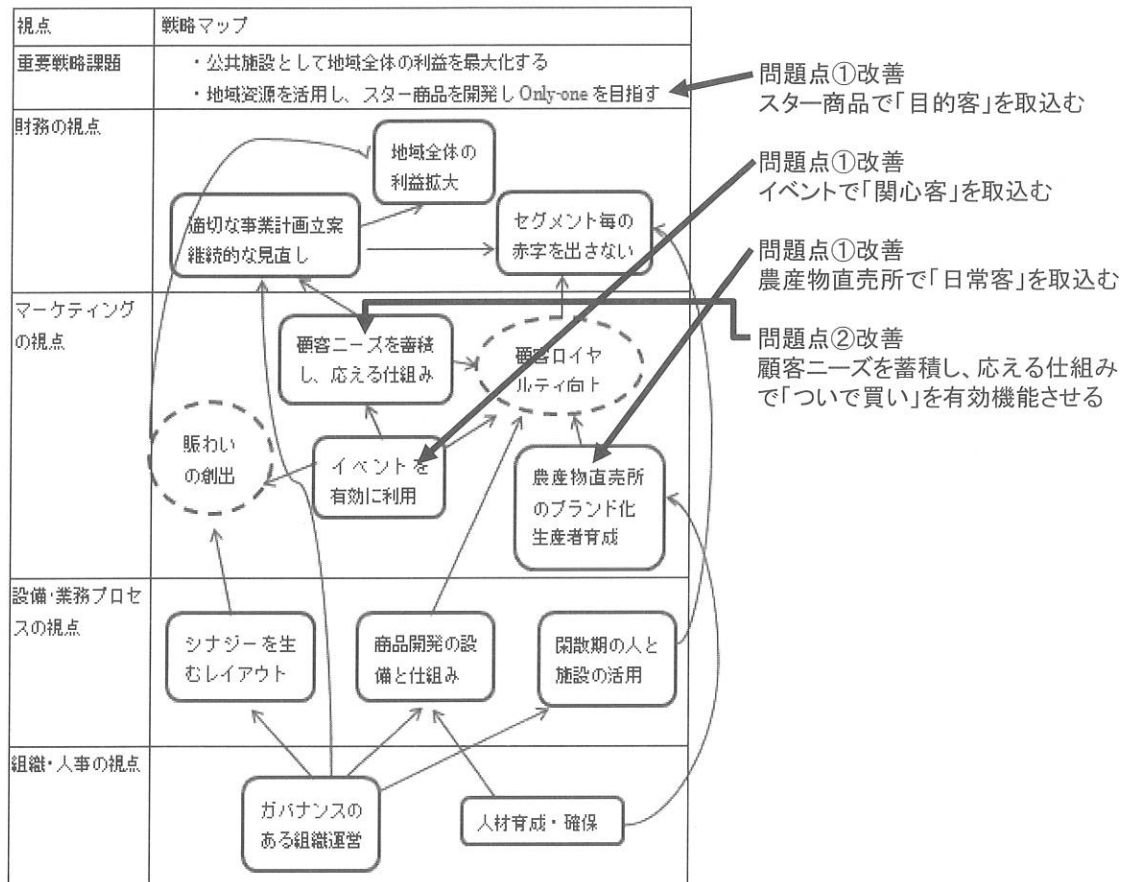 視点
戦略マップ
重要戦略課題
・公共施設として地域全体の利益を最大化する
・地域資源を活用し、スター商品を開発しOnly-oneを目指す
問題点①改善
スター商品で「目的客」を取込む
財務の視点
地域全体の
利益拡大
適切な事業計画立案
継続的な見直し
セグメント毎の
赤字を出さない
問題点①改善
イベントで「関心客」を取込む
問題点①改善
農産物直売所で「日常客」を取込む
マーケティング
の視点
顧客ニーズを蓄積
し、応える仕組み
顧客ロイヤ
ルティ向上
問題点②改善
顧客ニーズを蓄積し、応える仕組み
で「ついで買い」を有効機能させる
賑わい
の創出
イベントを
有効に利用
農産物直売所
のブランド化
生産者育成
設備・業務プロセ
スの視点
シナジーを生
むレイアウト
商品開発の設
備と仕組み
閑散期の人と
施設の活用
組織・人事の視点
ガバナンスの
ある組織運営
人材育成・確保